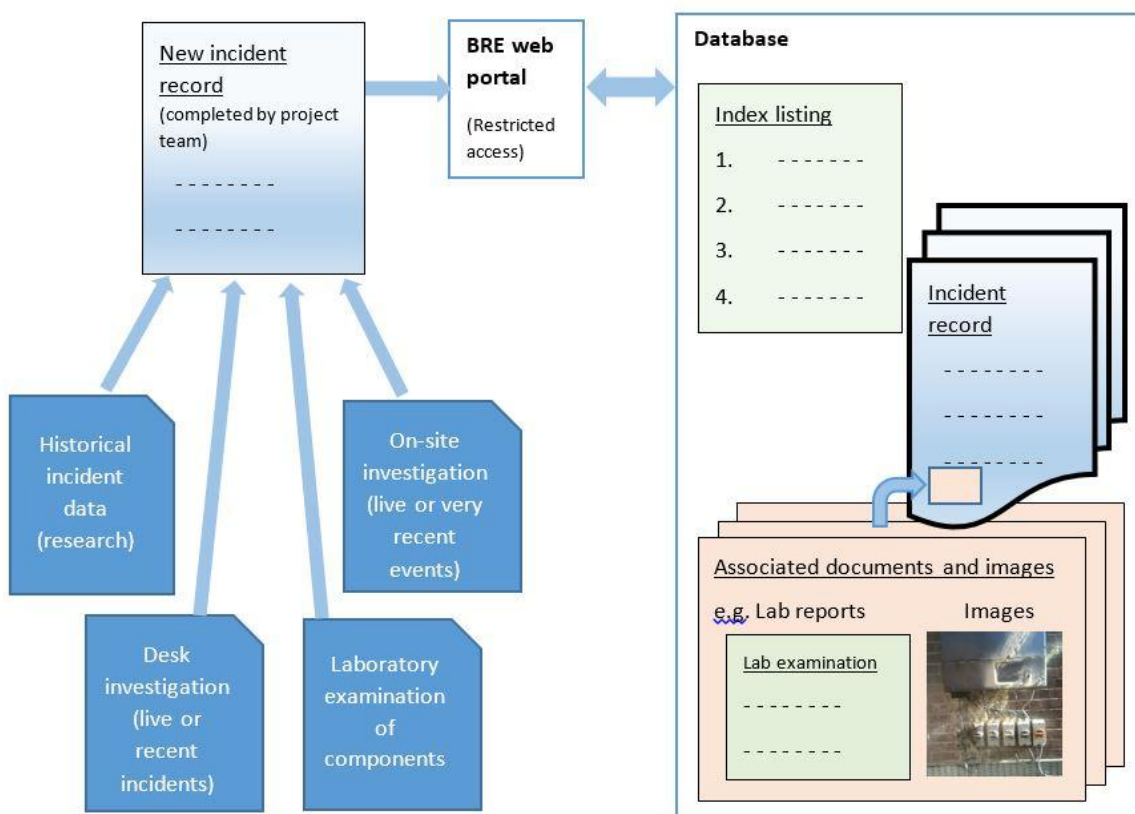 New incident
record
(completed by project
team)
- - - - - - - -
- - - - - - - -
BRE web
portal
(Restricted
access)
Historical
incident
data
(research)
On-site
investigation
(live or very
recent
events)
Desk
investigation
(live or
recent
incidents)
Laboratory
examination
of
components
Database
Index listing
1. - - - - - - -
2. - - - - - - -
3. - - - - - - -
4. - - - - - - -
Incident
record
- - - - - - - -
- - - - - - - -
- - - - - - - -
Associated documents and images
e.g. Lab reports Images
Lab examination
- - - - - - - -
- - - - - - - -